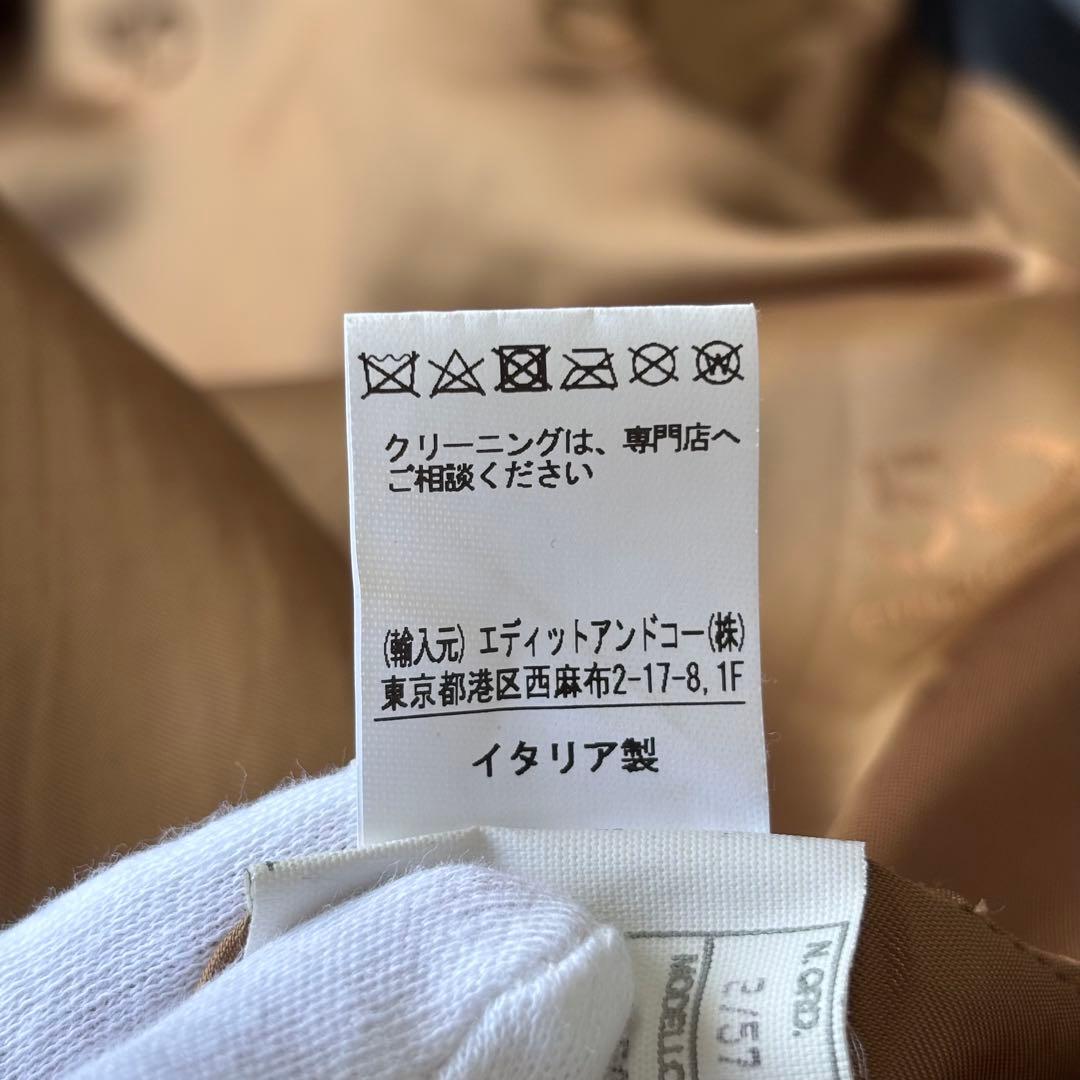 クリーニングは、専門店へ
ご相談ください
(輸入元) エディットアンドコー(株)
東京都港区西麻布2-17-8, 1F
イタリア製
N. ORD.
MODELLO